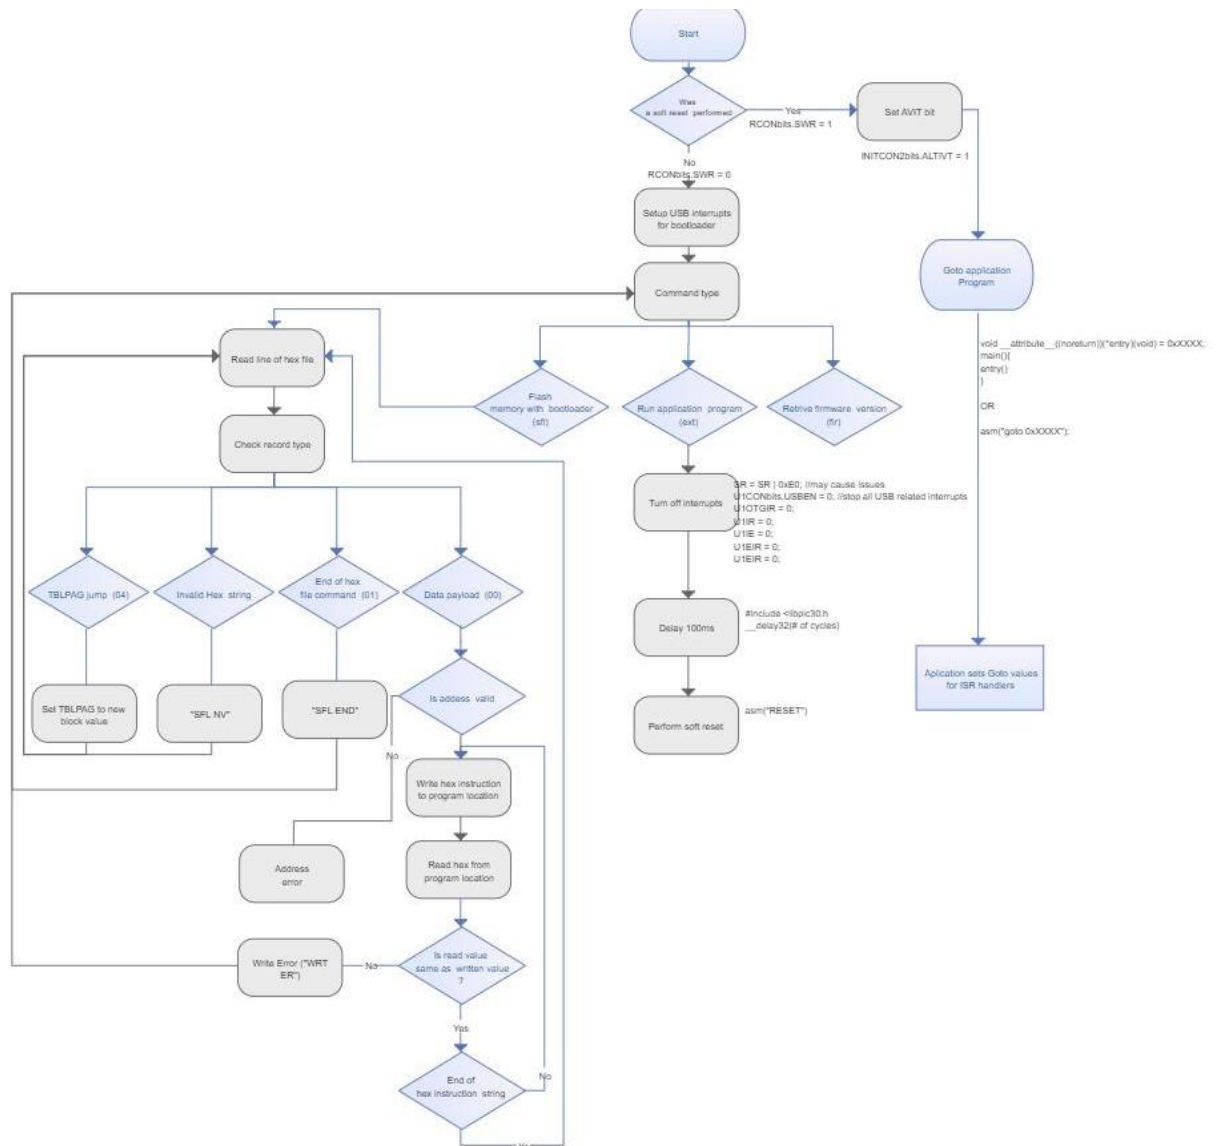 Start
Was
a soft reset performed
Yes
RCONbits.SWR = 1
Set AVIT bit
INITCON2bits.ALTIVT = 1
No
RCONbits.SWR = 0
Setup USB interrupts
for bootloader
Goto application
Program
Command type
void __attribute__((noreturn))(*entry)(void) = 0xXXXX;
main(){
entry()
}
OR
asm("goto 0xXXXX");
Read line of hex file
Flash
memory with bootloader
(sfl)
Run application program
(ext)
Retrive firmware version
(fir)
Check record type
Turn off interrupts
SR = SR | 0xE0; //may cause issues
U1CONbits.USBEN = 0; //stop all USB related interrupts
U1OTGIR = 0;
U1IR = 0;
U1IE = 0;
U1EIR = 0;
U1EIR = 0;
TBLPAG jump (04)
Invalid Hex string
End of hex
file command (01)
Data payload (00)
Delay 100ms
#include <libpic30.h
__delay32(# of cycles)
Set TBLPAG to new
block value
"SFL NV"
"SFL END"
Is address valid
Aplication sets Goto values
for ISR handlers
Perform soft reset
asm("RESET")
No
Write hex instruction
to program location
Address
error
Read hex from
program location
Write Error ("WRT
ER")
No
Is read value
same as written value
?
Yes
End of
hex instruction string
No